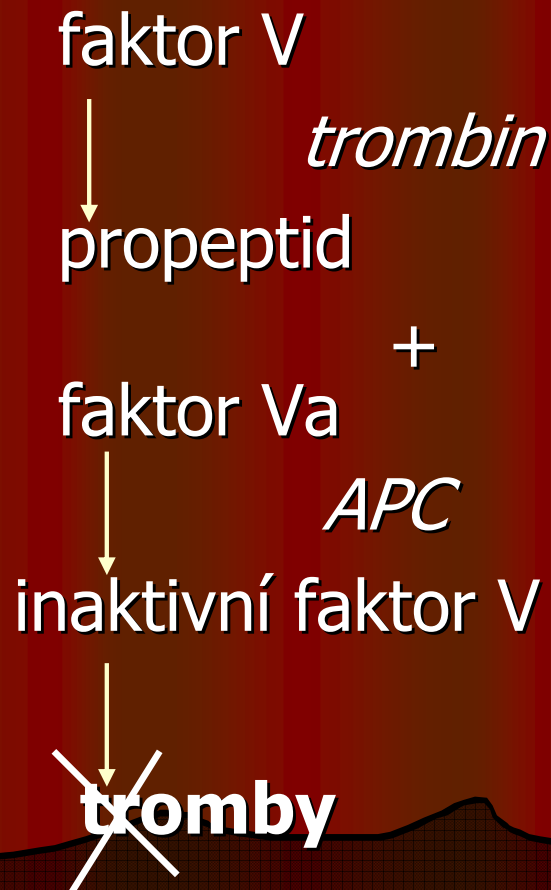 faktor V
trombin
propeptid
+
faktor Va
APC
inaktivní faktor V
tromby